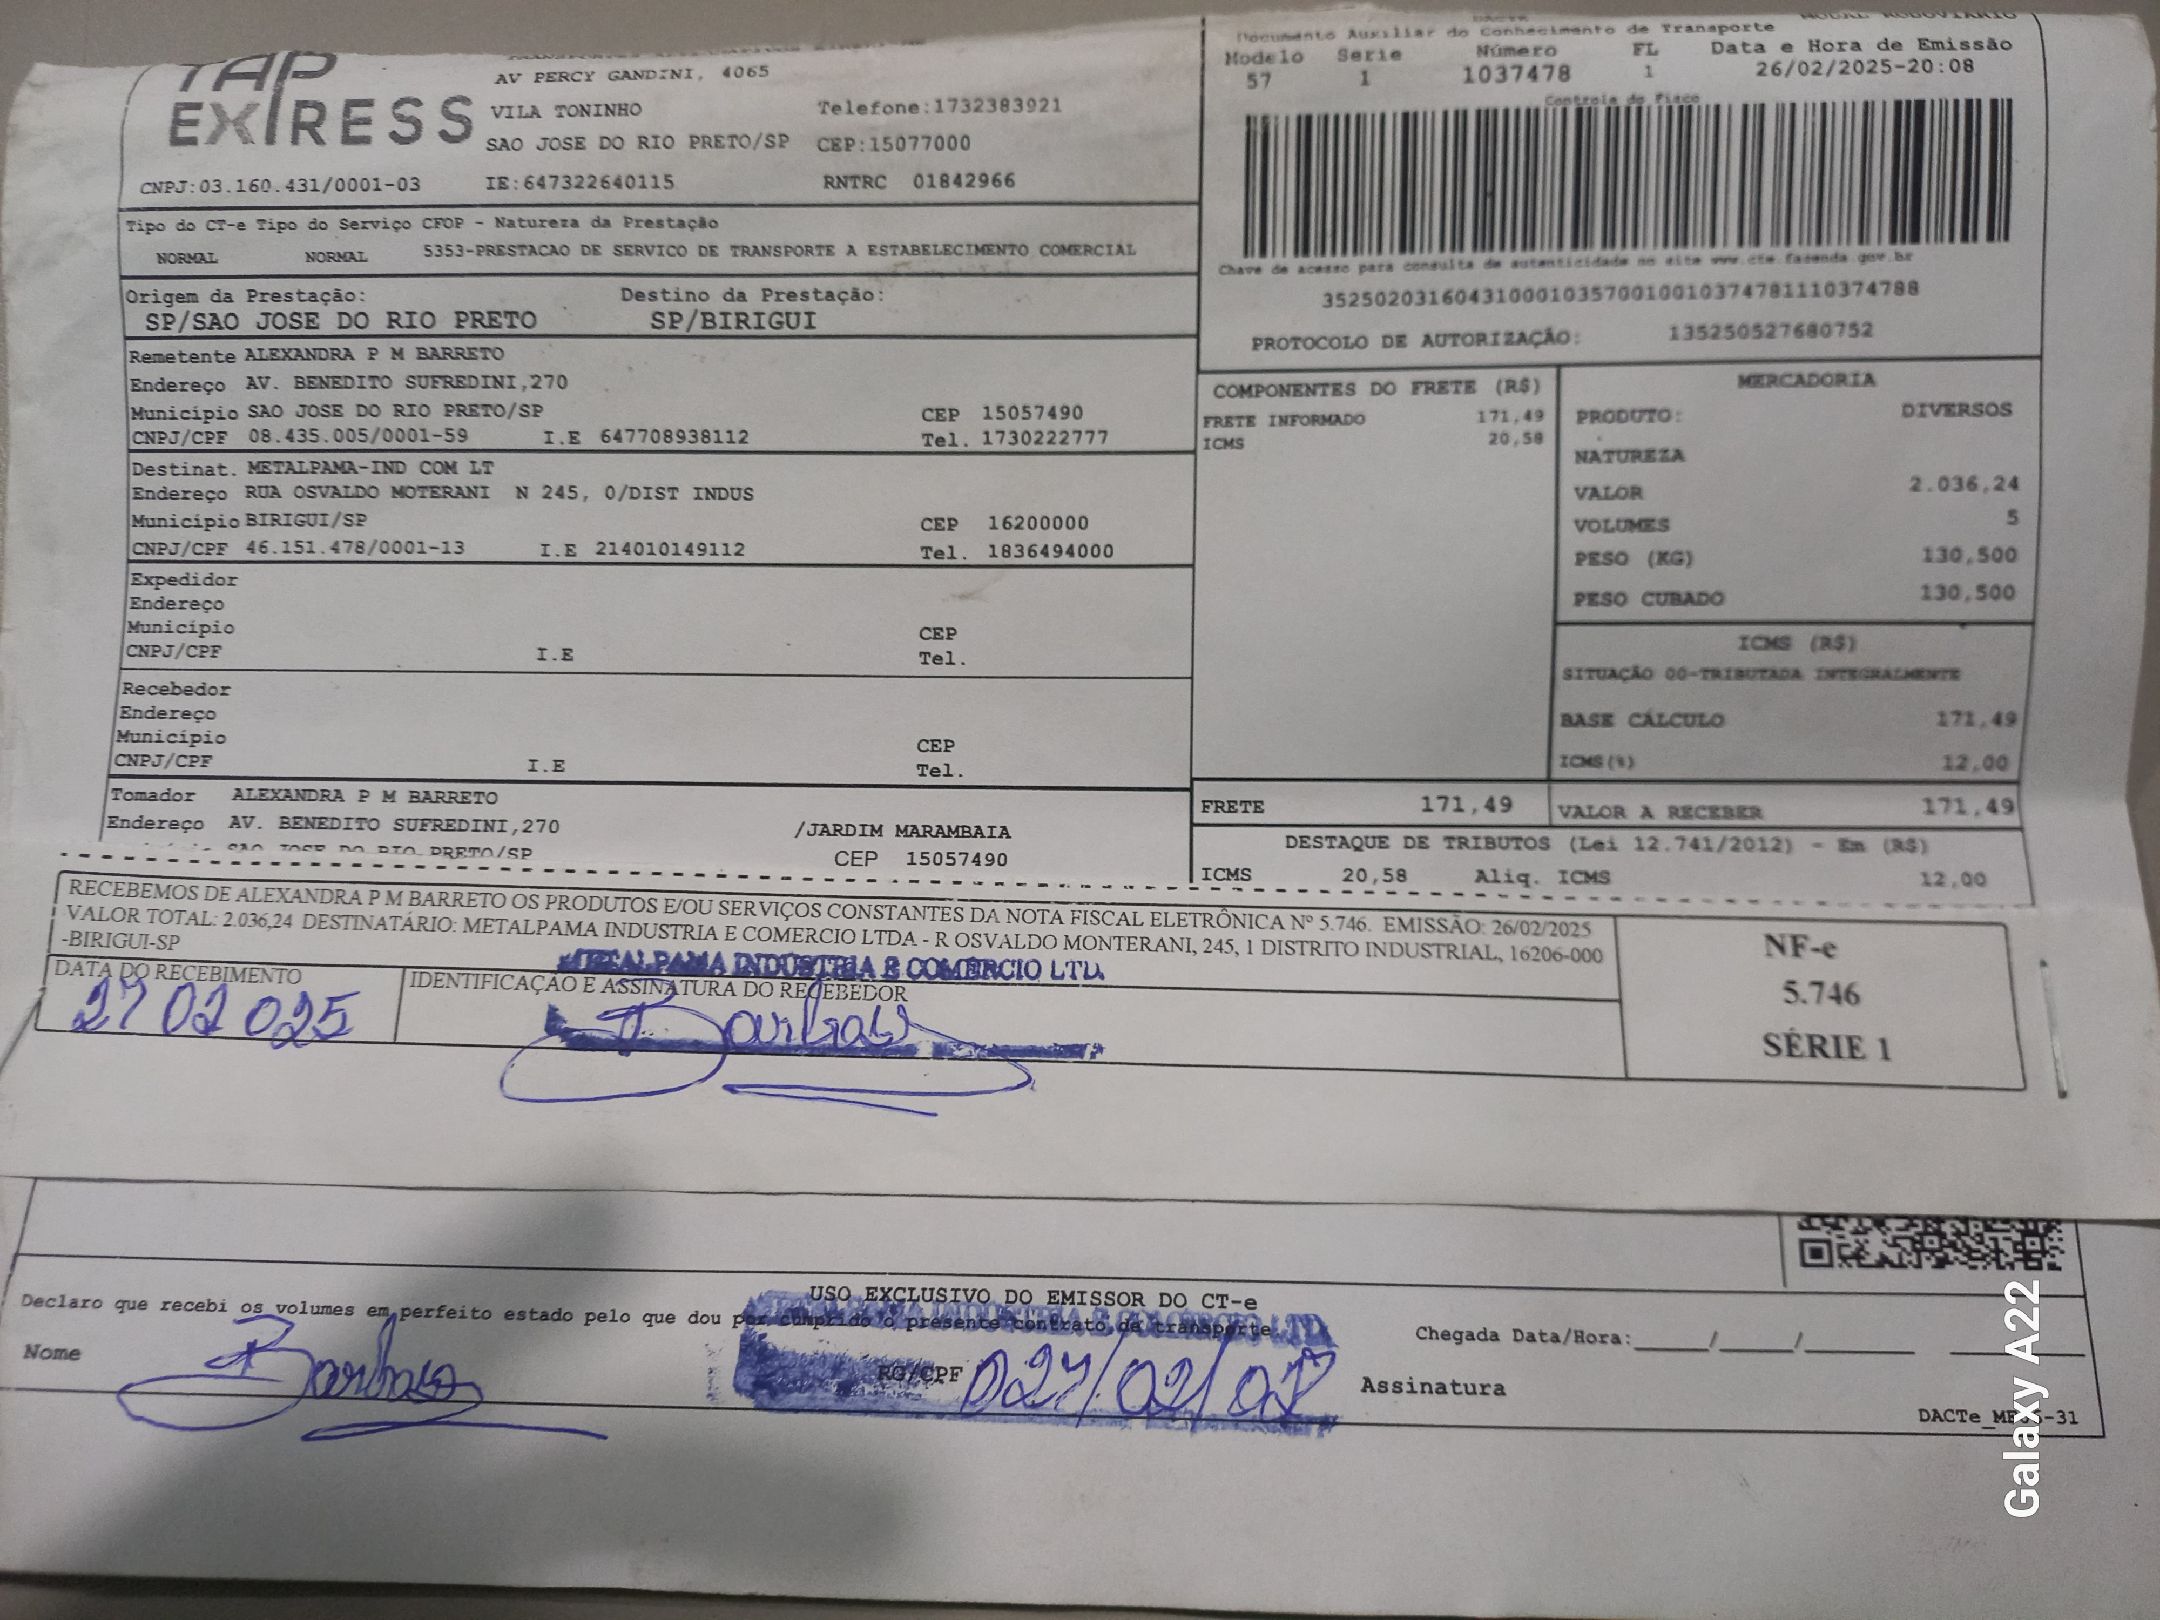 TAP
EXPRESS
AV PERCY GANDINI, 4065
VILA TONINHO Telefone:1732383921
SAO JOSE DO RIO PRETO/SP CEP:15077000
CNPJ:03.160.431/0001-03 IE:647322640115 RNTRC 01842966
Tipo do CT-e Tipo do Serviço CFOP - Natureza da Prestação
NORMAL NORMAL 5353-PRESTACAO DE SERVICO DE TRANSPORTE A ESTABELECIMENTO COMERCIAL
Origem da Prestação: Destino da Prestação:
SP/SAO JOSE DO RIO PRETO SP/BIRIGUI
Remetente ALEXANDRA P M BARRETO
Endereço AV. BENEDITO SUFREDINI,270
Município SAO JOSE DO RIO PRETO/SP CEP 15057490
CNPJ/CPF 08.435.005/0001-59 I.E 647708938112 Tel. 1730222777
Destinat. METALPAMA-IND COM LT
Endereço RUA OSVALDO MOTERANI N 245, 0/DIST INDUS
Município BIRIGUI/SP CEP 16200000
CNPJ/CPF 46.151.478/0001-13 I.E 214010149112 Tel. 1836494000
Expedidor
Endereço
Município CEP
CNPJ/CPF I.E Tel.
Recebedor
Endereço
Município CEP
CNPJ/CPF I.E Tel.
Tomador ALEXANDRA P M BARRETO
Endereço AV. BENEDITO SUFREDINI,270 /JARDIM MARAMBAIA
SAO JOSE DO RIO PRETO/SP CEP 15057490
MODAL RODOVIÁRIO
Documento Auxiliar do Conhecimento de Transporte
Modelo Serie Número FL Data e Hora de Emissão
57 1 1037478 1 26/02/2025-20:08
Controle do Fisco
Chave de acesso para consulta de autenticidade no site www.cte.fazenda.gov.br
35250203160431000103570010010374781110374788
PROTOCOLO DE AUTORIZAÇÃO: 135250527680752
COMPONENTES DO FRETE (R$)
FRETE INFORMADO 171,49
ICMS 20,58
MERCADORIA
PRODUTO: DIVERSOS
NATUREZA
VALOR 2.036,24
VOLUMES 5
PESO (KG) 130,500
PESO CUBADO 130,500
ICMS (R$)
SITUAÇÃO 00-TRIBUTADA INTEGRALMENTE
BASE CÁLCULO 171,49
ICMS(%) 12,00
FRETE 171,49 VALOR A RECEBER 171,49
DESTAQUE DE TRIBUTOS (Lei 12.741/2012) - Em (R$)
ICMS 20,58 Aliq. ICMS 12,00
RECEBEMOS DE ALEXANDRA P M BARRETO OS PRODUTOS E/OU SERVIÇOS CONSTANTES DA NOTA FISCAL ELETRÔNICA Nº 5.746. EMISSÃO: 26/02/2025
VALOR TOTAL: 2.036,24 DESTINATÁRIO: METALPAMA INDUSTRIA E COMERCIO LTDA - R OSVALDO MONTERANI, 245, 1 DISTRITO INDUSTRIAL, 16206-000
-BIRIGUI-SP
METALPAMA INDÚSTRIA E COMÉRCIO LTD.
DATA DO RECEBIMENTO IDENTIFICAÇÃO E ASSINATURA DO RECEBEDOR
27 02 025
NF-e
5.746
SÉRIE 1
USO EXCLUSIVO DO EMISSOR DO CT-e
METALPAMA INDÚSTRIA E COMÉRCIO LTD
Declaro que recebi os volumes em perfeito estado pelo que dou por cumprido o presente contrato de transporte
Chegada Data/Hora:_____/_____/_______ ________
Nome RG/CPF Assinatura
DACTe
Galaxy A22